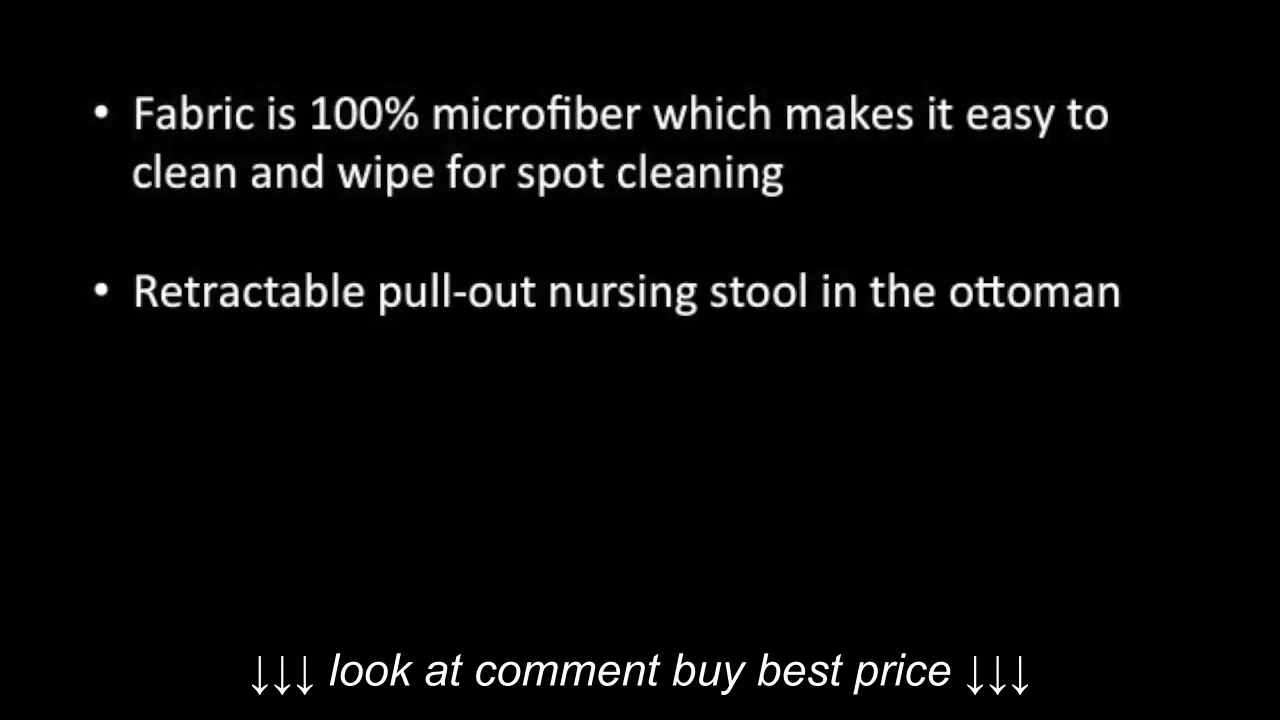 • Fabric is 100% microfiber which makes it easy to
clean and wipe for spot cleaning
• Retractable pull-out nursing stool in the ottoman
↓↓↓ look at comment buy best price ↓↓↓